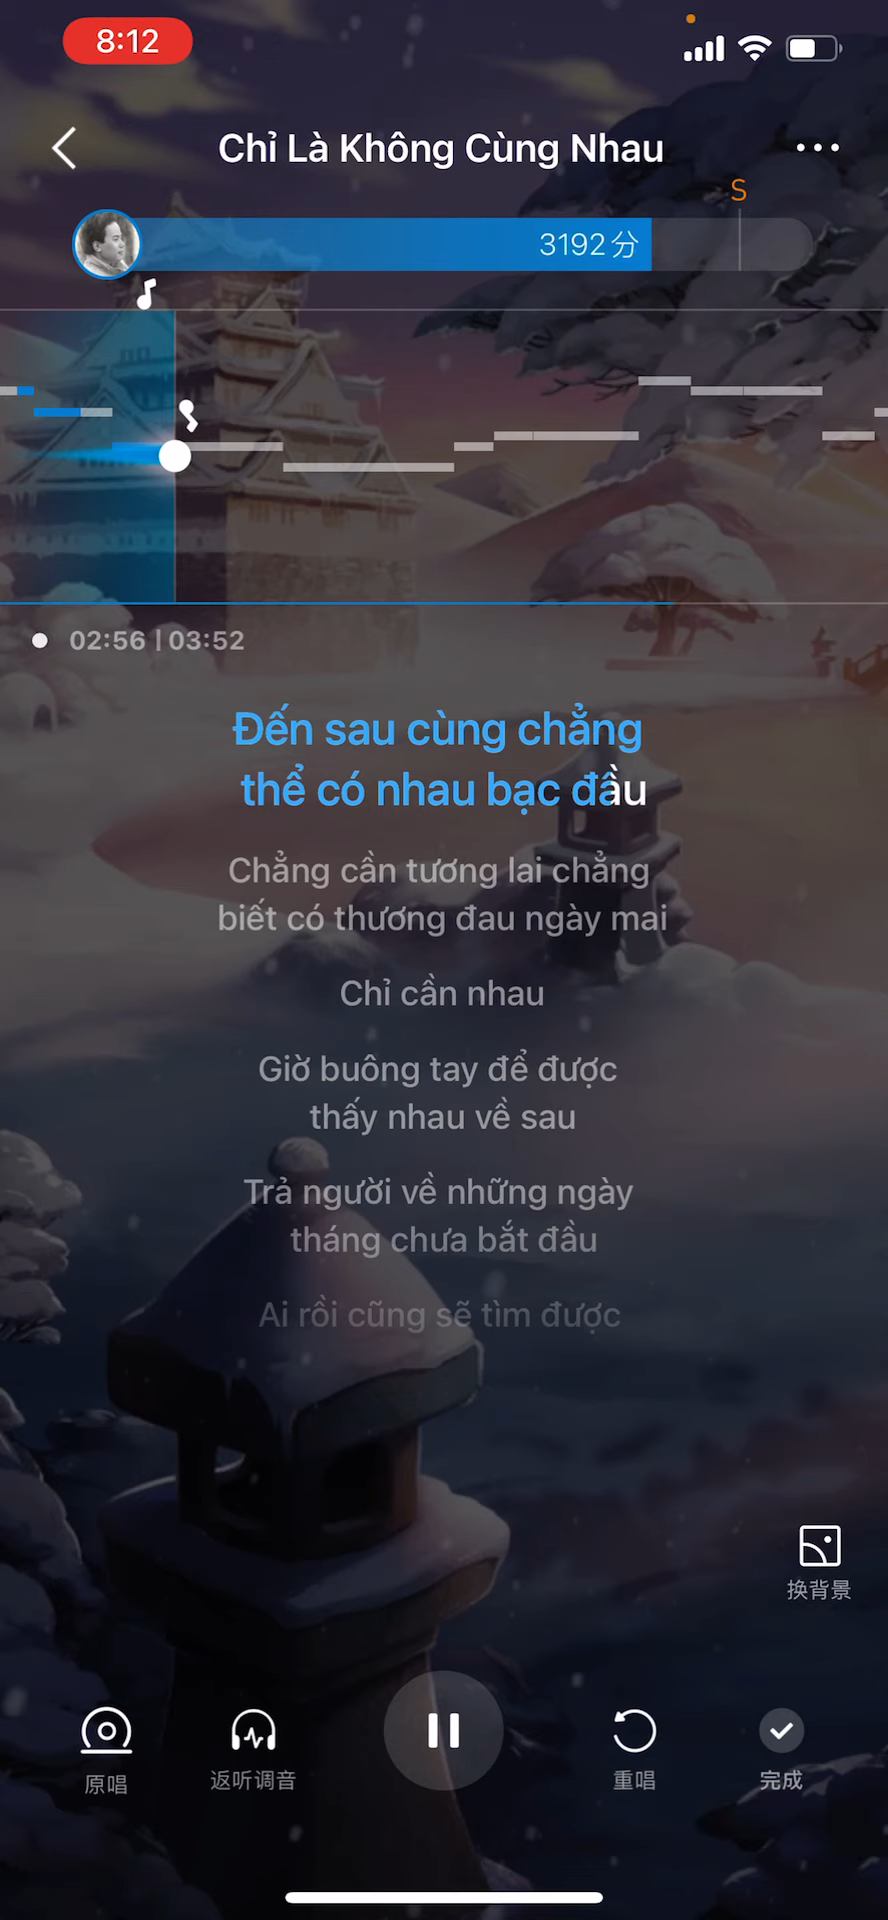 8:12
Chỉ Là Không Cùng Nhau
S
3192分
02:56 | 03:52
Đến sau cùng chẳng
thể có nhau bạc đầu
Chẳng cần tương lai chẳng
biết có thương đau ngày mai
Chỉ cần nhau
Giờ buông tay để được
thấy nhau về sau
Trả người về những ngày
tháng chưa bắt đầu
Ai rồi cũng sẽ tìm được
换背景
原唱
返听调音
重唱
完成